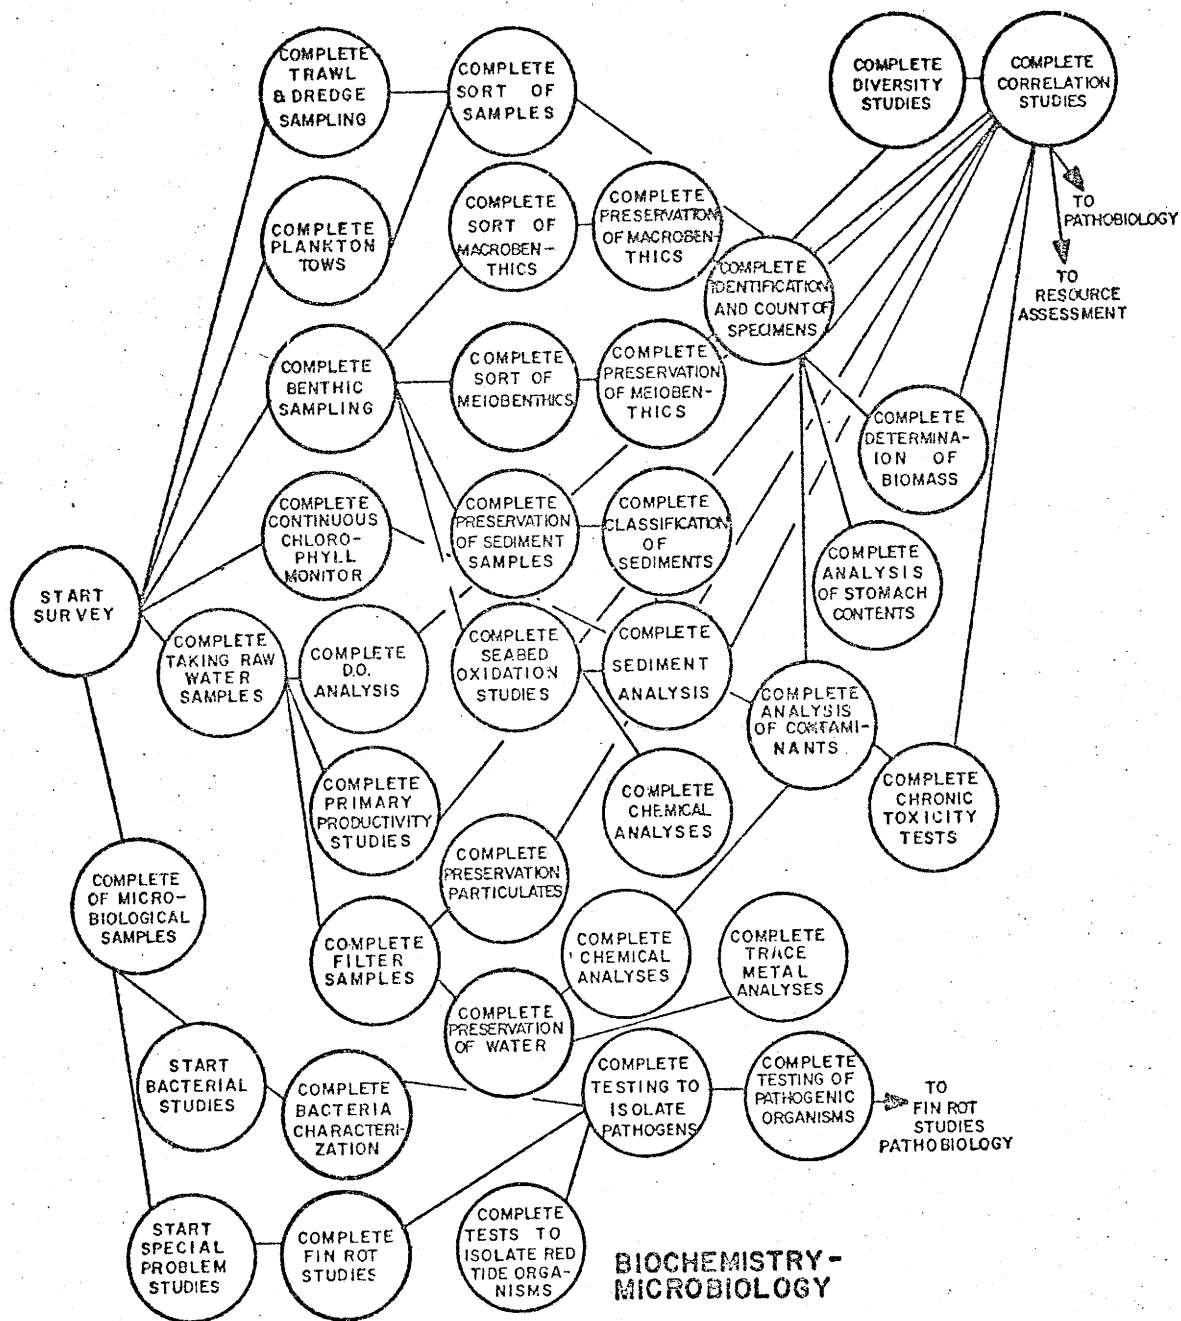 COMPLETE
TRAWL
& DREDGE
SAMPLING
COMPLETE
SORT OF
SAMPLES
COMPLETE
DIVERSITY
STUDIES
COMPLETE
CORRELATION
STUDIES
TO
PATHOBIOLOGY
TO
RESOURCE
ASSESSMENT
COMPLETE
PLANKTON
TOWS
COMPLETE
SORT OF
MACROBEN-
THICS
COMPLETE
PRESERVATION
OF MACROBEN-
THICS
COMPLETE
IDENTIFICATION
AND COUNT OF
SPECIMENS
COMPLETE
BENTHIC
SAMPLING
COMPLETE
SORT OF
MEIOBENTHICS
COMPLETE
PRESERVATION
OF MEIOBEN-
THICS
COMPLETE
DETERMINA-
ION OF
BIOMASS
COMPLETE
CONTINUOUS
CHLORO-
PHYLL
MONITOR
COMPLETE
PRESERVATION
OF SEDIMENT
SAMPLES
COMPLETE
CLASSIFICATION
OF
SEDIMENTS
COMPLETE
ANALYSIS
OF STOMACH
CONTENTS
START
SURVEY
COMPLETE
TAKING RAW
WATER
SAMPLES
COMPLETE
D.O.
ANALYSIS
COMPLETE
SEABED
OXIDATION
STUDIES
COMPLETE
SEDIMENT
ANALYSIS
COMPLETE
ANALYSIS
OF CONTAMI-
NANTS
COMPLETE
PRIMARY
PRODUCTIVITY
STUDIES
COMPLETE
CHEMICAL
ANALYSES
COMPLETE
CHRONIC
TOXICITY
TESTS
COMPLETE
PRESERVATION
PARTICULATES
COMPLETE
OF MICRO-
BIOLOGICAL
SAMPLES
COMPLETE
FILTER
SAMPLES
COMPLETE
CHEMICAL
ANALYSES
COMPLETE
TRACE
METAL
ANALYSES
COMPLETE
PRESERVATION
OF WATER
START
BACTERIAL
STUDIES
COMPLETE
BACTERIA
CHARACTERI-
ZATION
COMPLETE
TESTING TO
ISOLATE
PATHOGENS
COMPLETE
TESTING OF
PATHOGENIC
ORGANISMS
TO
FIN ROT
STUDIES
PATHOBIOLOGY
START
SPECIAL
PROBLEM
STUDIES
COMPLETE
FIN ROT
STUDIES
COMPLETE
TESTS TO
ISOLATE RED
TIDE ORGA-
NISMS
BIOCHEMISTRY-
MICROBIOLOGY